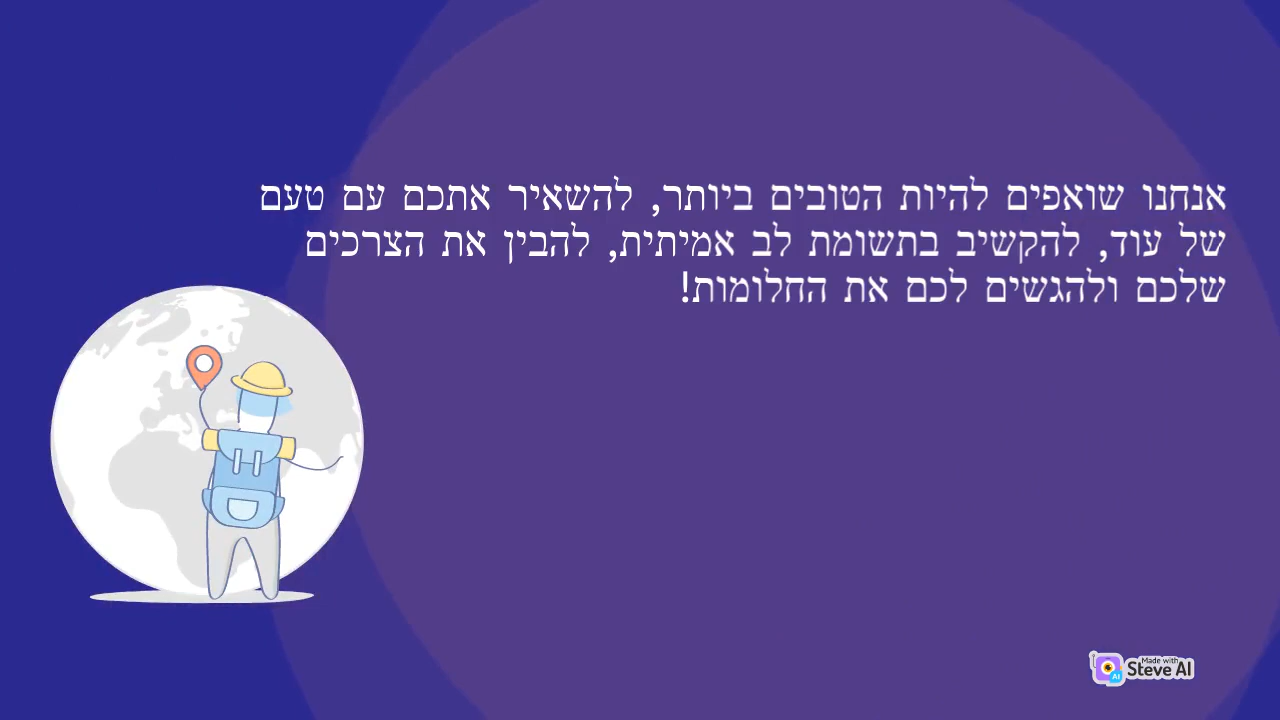 אנחנו שואפים להיות הטובים ביותר, להשאיר אתכם עם טעם
של עוד, להקשיב בתשומת לב אמיתית, להבין את הצרכים
שלכם ולהגשים לכם את החלומות!
Made with
Steve AI
AI